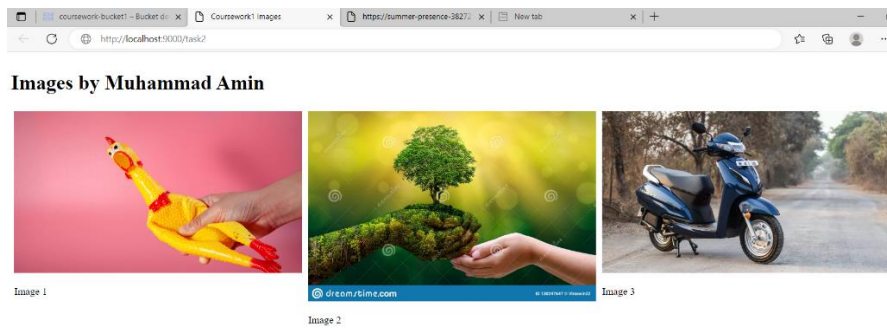 coursework-bucket1 – Bucket de
Coursework1 Images
https://summer-presence-38272
New tab
http://localhost:9000/task2
Images by Muhammad Amin
dreamstime.com
Image 1
Image 3
Image 2